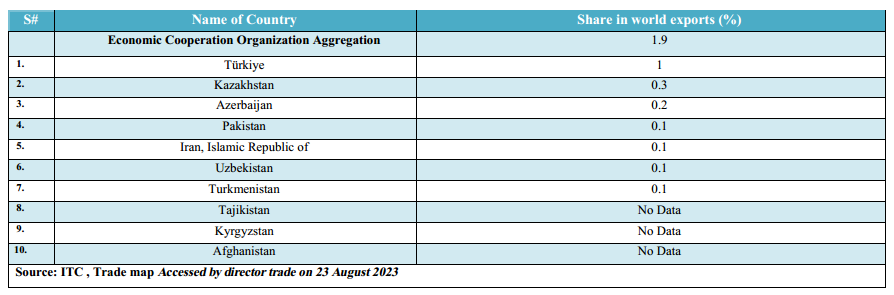 S# Name of Country Share in world exports (%)
Economic Cooperation Organization Aggregation 1.9
1. Türkiye 1
2. Kazakhstan 0.3
3. Azerbaijan 0.2
4. Pakistan 0.1
5. Iran, Islamic Republic of 0.1
6. Uzbekistan 0.1
7. Turkmenistan 0.1
8. Tajikistan No Data
9. Kyrgyzstan No Data
10. Afghanistan No Data
Source: ITC , Trade map Accessed by director trade on 23 August 2023